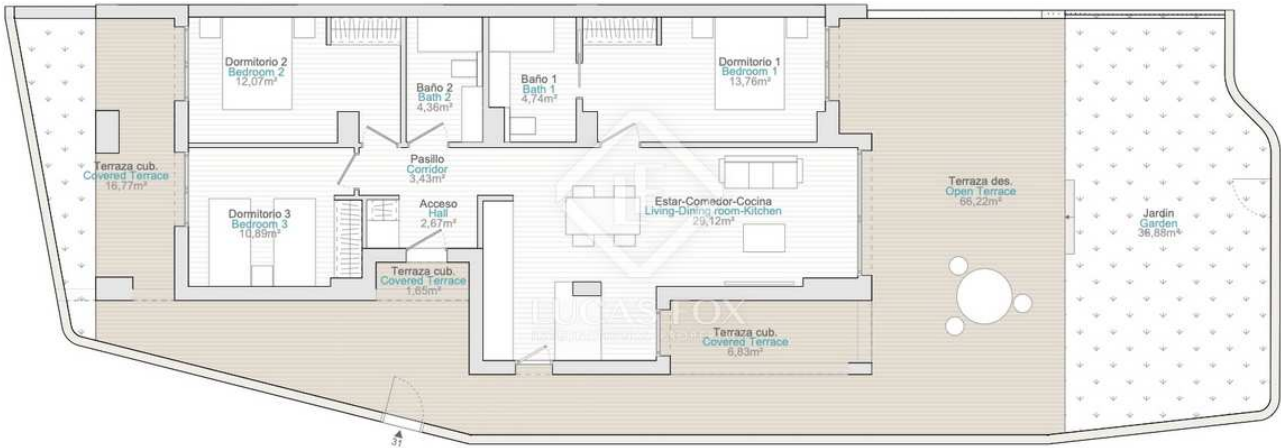 Dormitorio 2
Bedroom 2
12,07m²
Baño 2
Bath 2
4,36m²
Baño 1
Bath 1
4,74m²
Dormitorio 1
Bedroom 1
13,76m²
Terraza cub.
Covered Terrace
16,77m²
Pasillo
Corridor
3,43m²
Dormitorio 3
Bedroom 3
10,89m²
Acceso
Hall
2,67m²
Estar-Comedor-Cocina
Living-Dining room-Kitchen
29,12m²
Terraza des.
Open Terrace
66,22m²
Jardín
Garden
36,88m²
Terraza cub.
Covered Terrace
1,65m²
LUCAS FOX
Terraza cub.
Covered Terrace
6,83m²
31